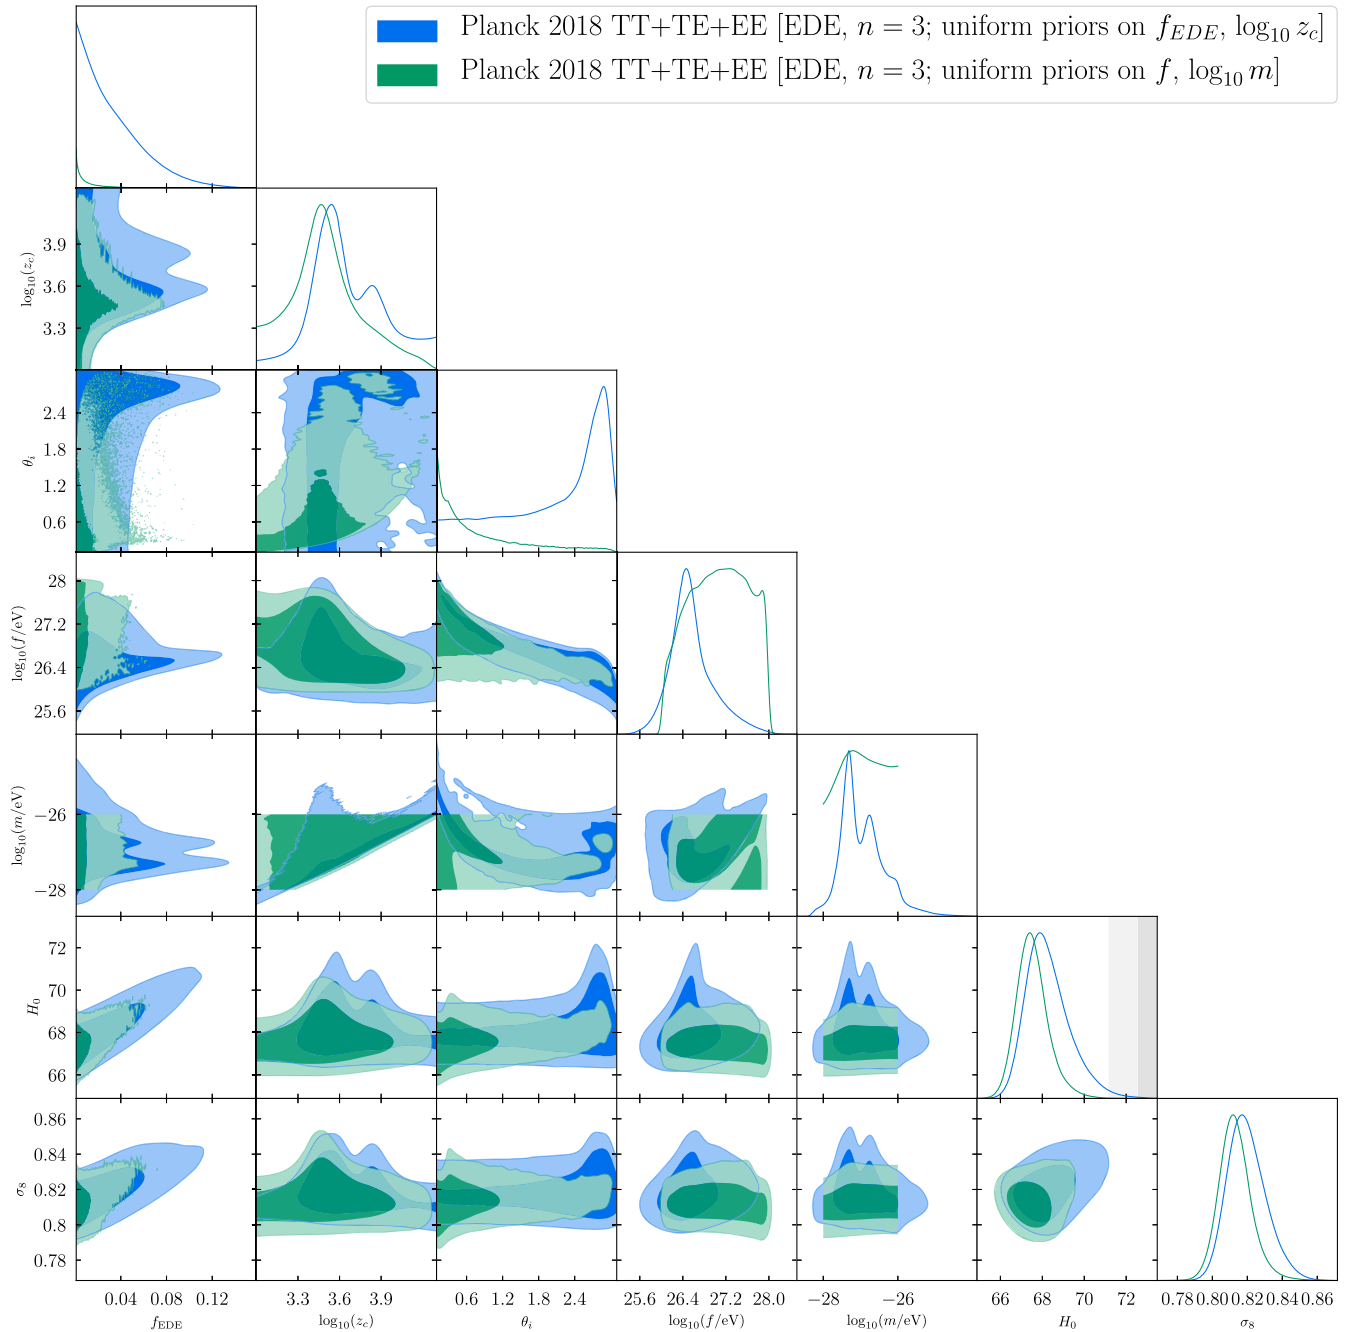 Planck 2018 TT+TE+EE [EDE, n = 3; uniform priors on f_EDE, log₁₀ z_c]
Planck 2018 TT+TE+EE [EDE, n = 3; uniform priors on f, log₁₀ m]
log₁₀(z_c)
3.9
3.6
3.3
θ_i
2.4
1.8
1.2
0.6
log₁₀(f/eV)
28
27.2
26.4
25.6
log₁₀(m/eV)
−26
−28
H₀
72
70
68
66
σ₈
0.86
0.84
0.82
0.8
0.78
0.04 0.08 0.12 3.3 3.6 3.9 0.6 1.2 1.8 2.4 25.6 26.4 27.2 28.0 −28 −26 66 68 70 72 0.78 0.80 0.82 0.84 0.86
f_EDE log₁₀(z_c) θ_i log₁₀(f/eV) log₁₀(m/eV) H₀ σ₈